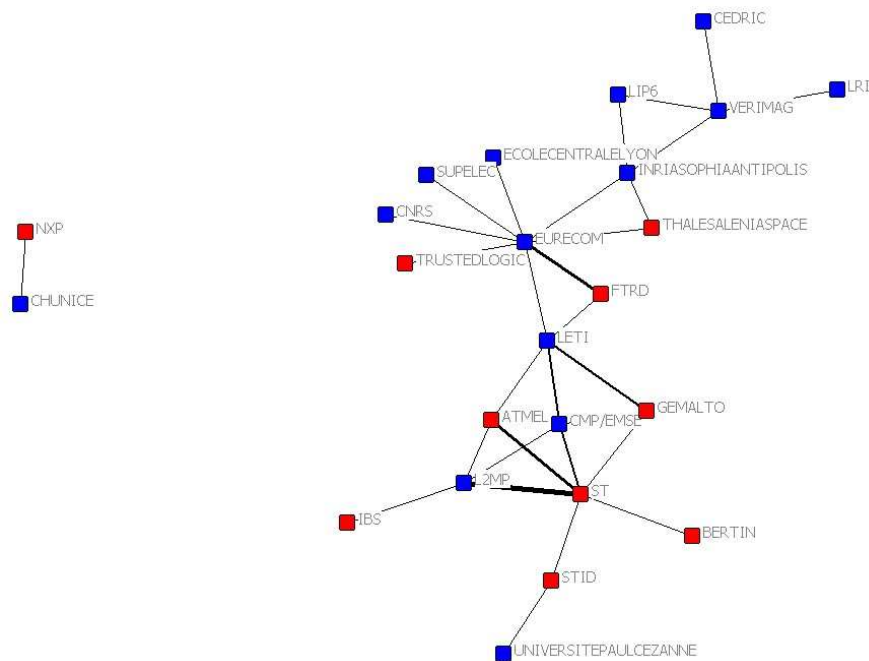 CEDRIC
LRI
LIP6
VERIMAG
ECOLECENTRALELYON
SUPELEC
INRIASOPHIAANTIPOLIS
CNRS
THALESALENIASPACE
NXP
EURECOM
TRUSTEDLOGIC
FTRD
CHUNICE
LETI
GEMALTO
ATMEL
CMP/EMSE
L2MP
ST
IBS
BERTIN
STID
UNIVERSITEPAULCEZANNE